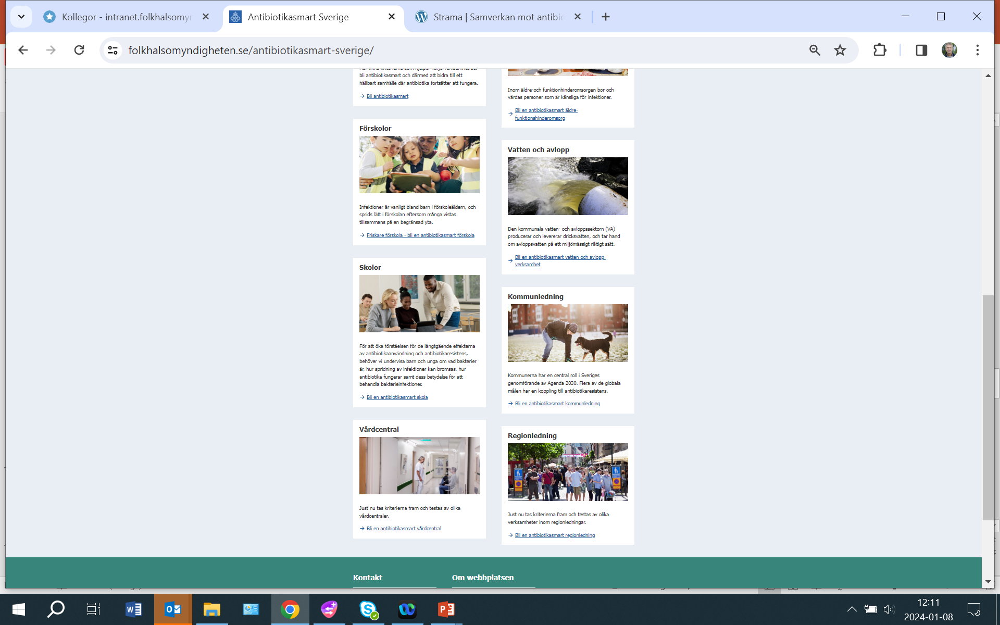 Kollegor - intranet.folkhalsomyn
Antibiotikasmart Sverige
Strama | Samverkan mot antibio
folkhalsomyndigheten.se/antibiotikasmart-sverige/
bli antibiotikasmart och därmed att bidra till ett
hållbart samhälle där antibiotika fortsätter att fungera.
Bli antibiotikasmart
Förskolor
Infektioner är vanligt bland barn i förskoleåldern, och
sprids lätt i förskolan eftersom många vistas
tillsammans på en begränsad yta.
Friskare förskola - bli en antibiotikasmart förskola
Skolor
För att öka förståelsen för de långtgående effekterna
av antibiotikaanvändning och antibiotikaresistens,
behöver vi undervisa barn och unga om vad bakterier
är, hur spridning av infektioner kan bromsas, hur
antibiotika fungerar samt dess betydelse för att
behandla bakterieinfektioner.
Bli en antibiotikasmart skola
Vårdcentral
Just nu tas kriterierna fram och testas av olika
vårdcentraler.
Bli en antibiotikasmart vårdcentral
Inom äldre-och funktionhinderomsorgen bor och
vårdas personer som är känsliga för infektioner.
Bli en antibiotikasmart äldre-
funktionshinderomsorg
Vatten och avlopp
Den kommunala vatten- och avloppssektorn (VA)
producerar och levererar dricksvatten, och tar hand
om avloppsvatten på ett miljömässigt riktigt sätt.
Bli en antibiotikasmart vatten och avlopp-
verksamhet
Kommunledning
Kommunerna har en central roll i Sveriges
genomförande av Agenda 2030. Flera av de globala
målen har en koppling till antibiotikaresistens.
Bli en antibiotikasmart kommunledning
Regionledning
Just nu tas kriterierna fram och testas av olika
verksamheter inom regionledningar.
Bli en antibiotikasmart regionledning
Kontakt
Om webbplatsen
12:11
2024-01-08